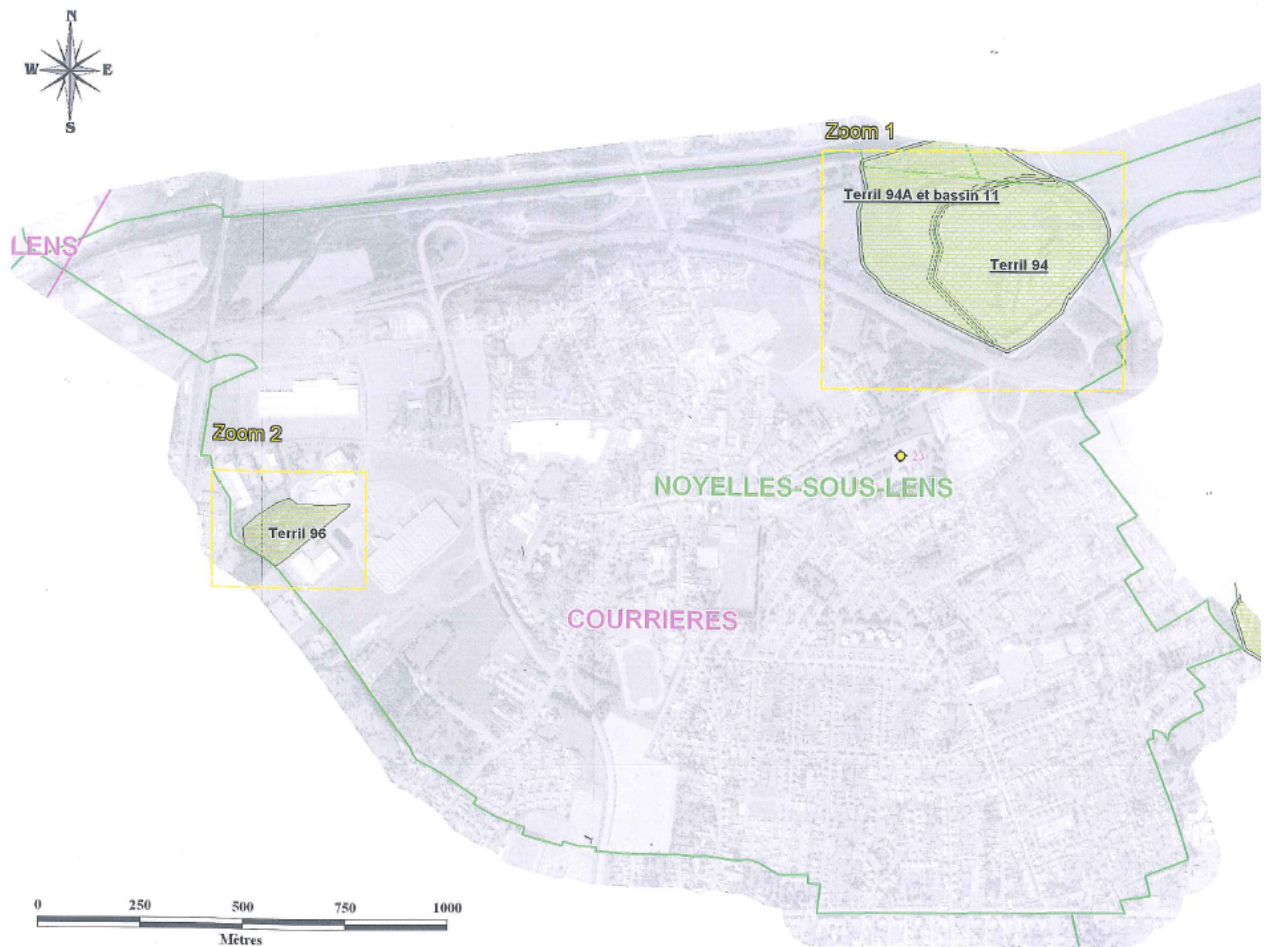 N
W E
S
Zoom 1
Terril 94A et bassin 11
LENS
Terril 94
Zoom 2
23
NOYELLES-SOUS-LENS
Terril 96
COURRIERES
0 250 500 750 1000
Mètres